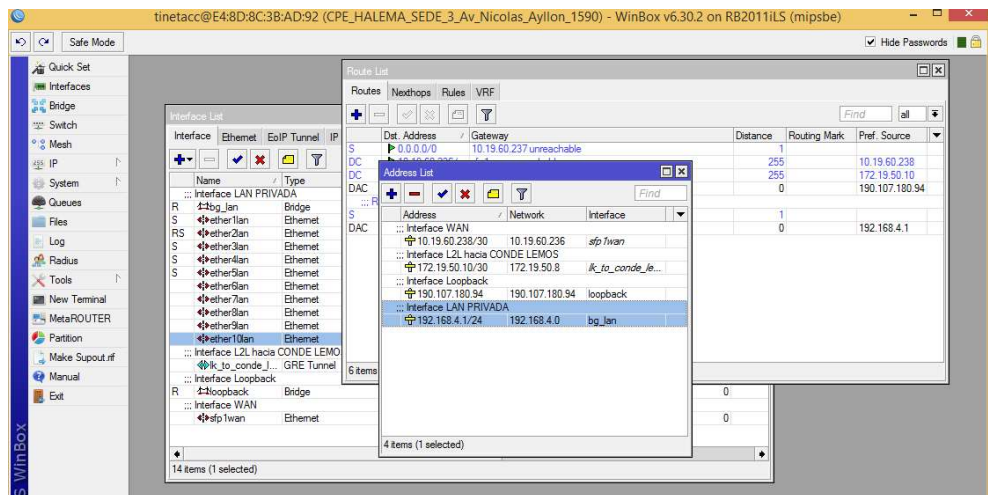 tinetacc@E4:8D:8C:3B:AD:92 (CPE_HALEMA_SEDE_3_Av_Nicolas_Ayllon_1590) - WinBox v6.30.2 on RB2011iLS (mipsbe)
Safe Mode
Hide Passwords
Quick Set
Interfaces
Bridge
Switch
Mesh
IP
System
Queues
Files
Log
Radius
Tools
New Terminal
MetaROUTER
Partition
Make Supout.rif
Manual
Exit
WinBox
Interface List
Interface Ethernet EoIP Tunnel IP
Name Type
;;; Interface LAN PRIVADA
R bg_lan Bridge
S ether1lan Ethernet
RS ether2lan Ethernet
S ether3lan Ethernet
S ether4lan Ethernet
S ether5lan Ethernet
ether6lan Ethernet
ether7lan Ethernet
ether8lan Ethernet
ether9lan Ethernet
ether10lan Ethernet
;;; Interface L2L hacia CONDE LEMO
lk_to_conde_l... GRE Tunnel
;;; Interface Loopback
R loopback Bridge 0
;;; Interface WAN
sfp1wan Ethernet 0
14 items (1 selected)
Route List
Routes Nexthops Rules VRF
Find all
Dst. Address Gateway Distance Routing Mark Pref. Source
S 0.0.0.0/0 10.19.60.237 unreachable 1
DC 255 10.19.60.238
DC 255 172.19.50.10
DAC 0 190.107.180.94
;;; R
S 1
DAC 0 192.168.4.1
6 items
Address List
Find
Address Network Interface
;;; Interface WAN
10.19.60.238/30 10.19.60.236 sfp1wan
;;; Interface L2L hacia CONDE LEMOS
172.19.50.10/30 172.19.50.8 lk_to_conde_le...
;;; Interface Loopback
190.107.180.94 190.107.180.94 loopback
;;; Interface LAN PRIVADA
192.168.4.1/24 192.168.4.0 bg_lan
4 items (1 selected)